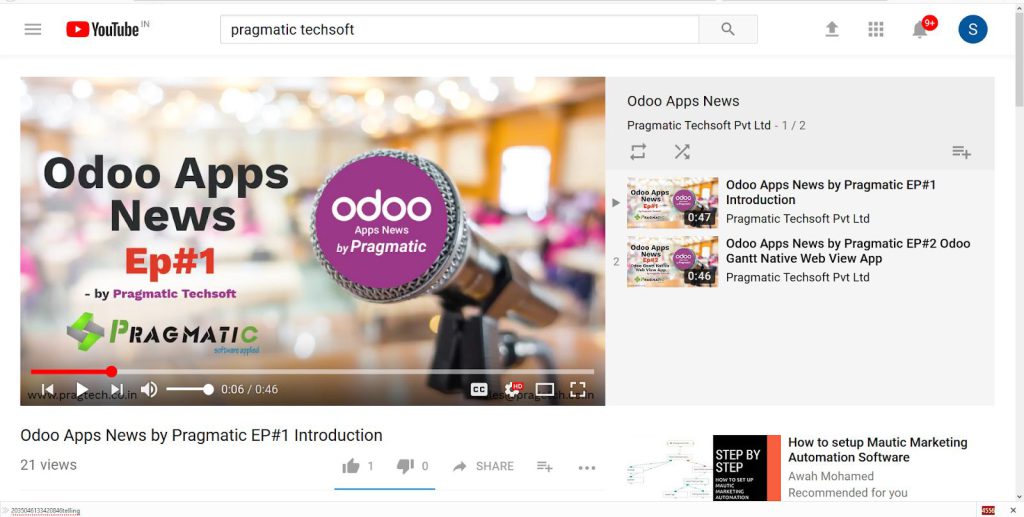 YouTube IN
pragmatic techsoft
9+
S
Odoo Apps
News
Ep#1
- by Pragmatic Techsoft
PRAGMATIC
software applied
odoo
Apps News
by Pragmatic
0:06 / 0:46
CC
HD
www.pragtech.co.in
Odoo Apps News
Pragmatic Techsoft Pvt Ltd - 1 / 2
Odoo Apps News by Pragmatic EP#1
Introduction
Pragmatic Techsoft Pvt Ltd
0:47
2
Odoo Apps News by Pragmatic EP#2 Odoo
Gantt Native Web View App
Pragmatic Techsoft Pvt Ltd
0:46
Odoo Apps News by Pragmatic EP#1 Introduction
21 views
1
0
SHARE
STEP BY
STEP
HOW TO SET UP
MAUTIC
MARKETING
AUTOMATION
How to setup Mautic Marketing
Automation Software
Awah Mohamed
Recommended for you
4556